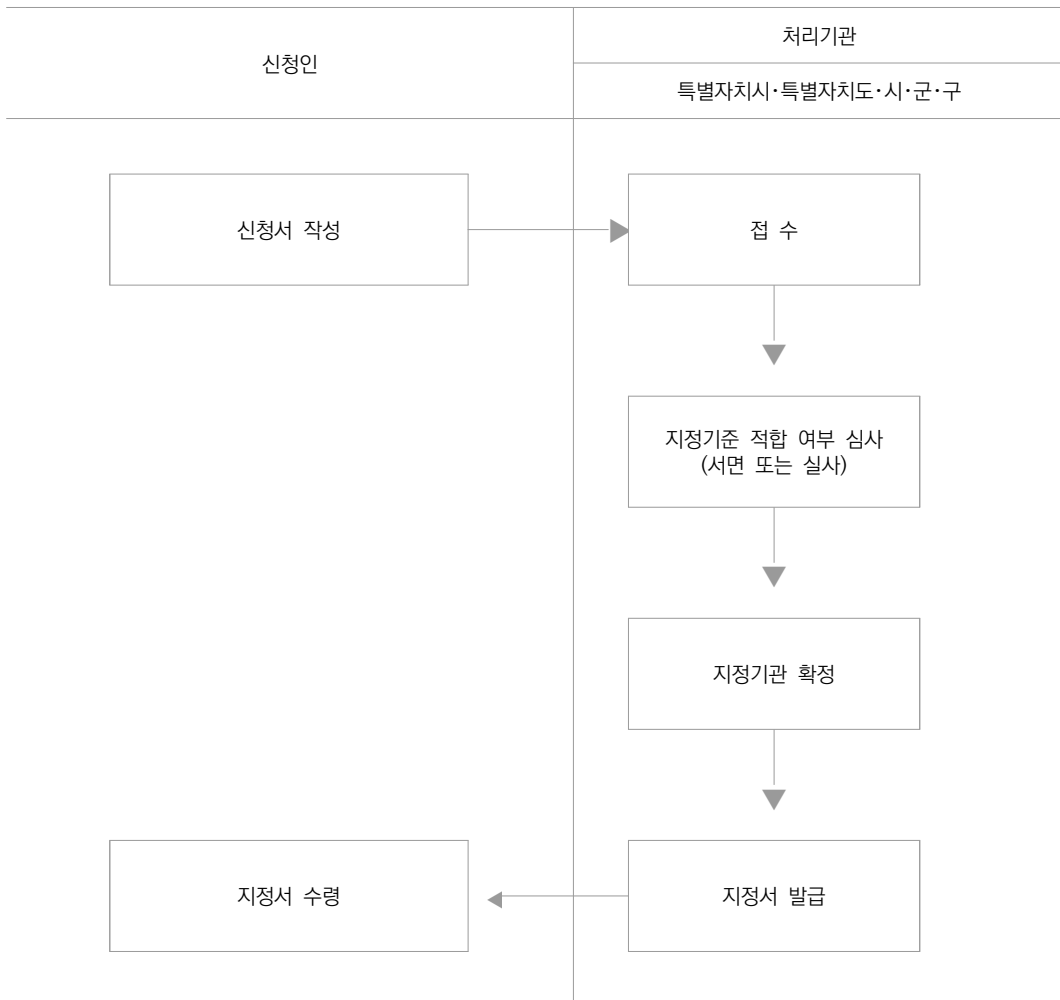 신청인
처리기관
특별자치시·특별자치도·시·군·구
신청서 작성
접 수
지정기준 적합 여부 심사
(서면 또는 실사)
지정기관 확정
지정서 수령
지정서 발급